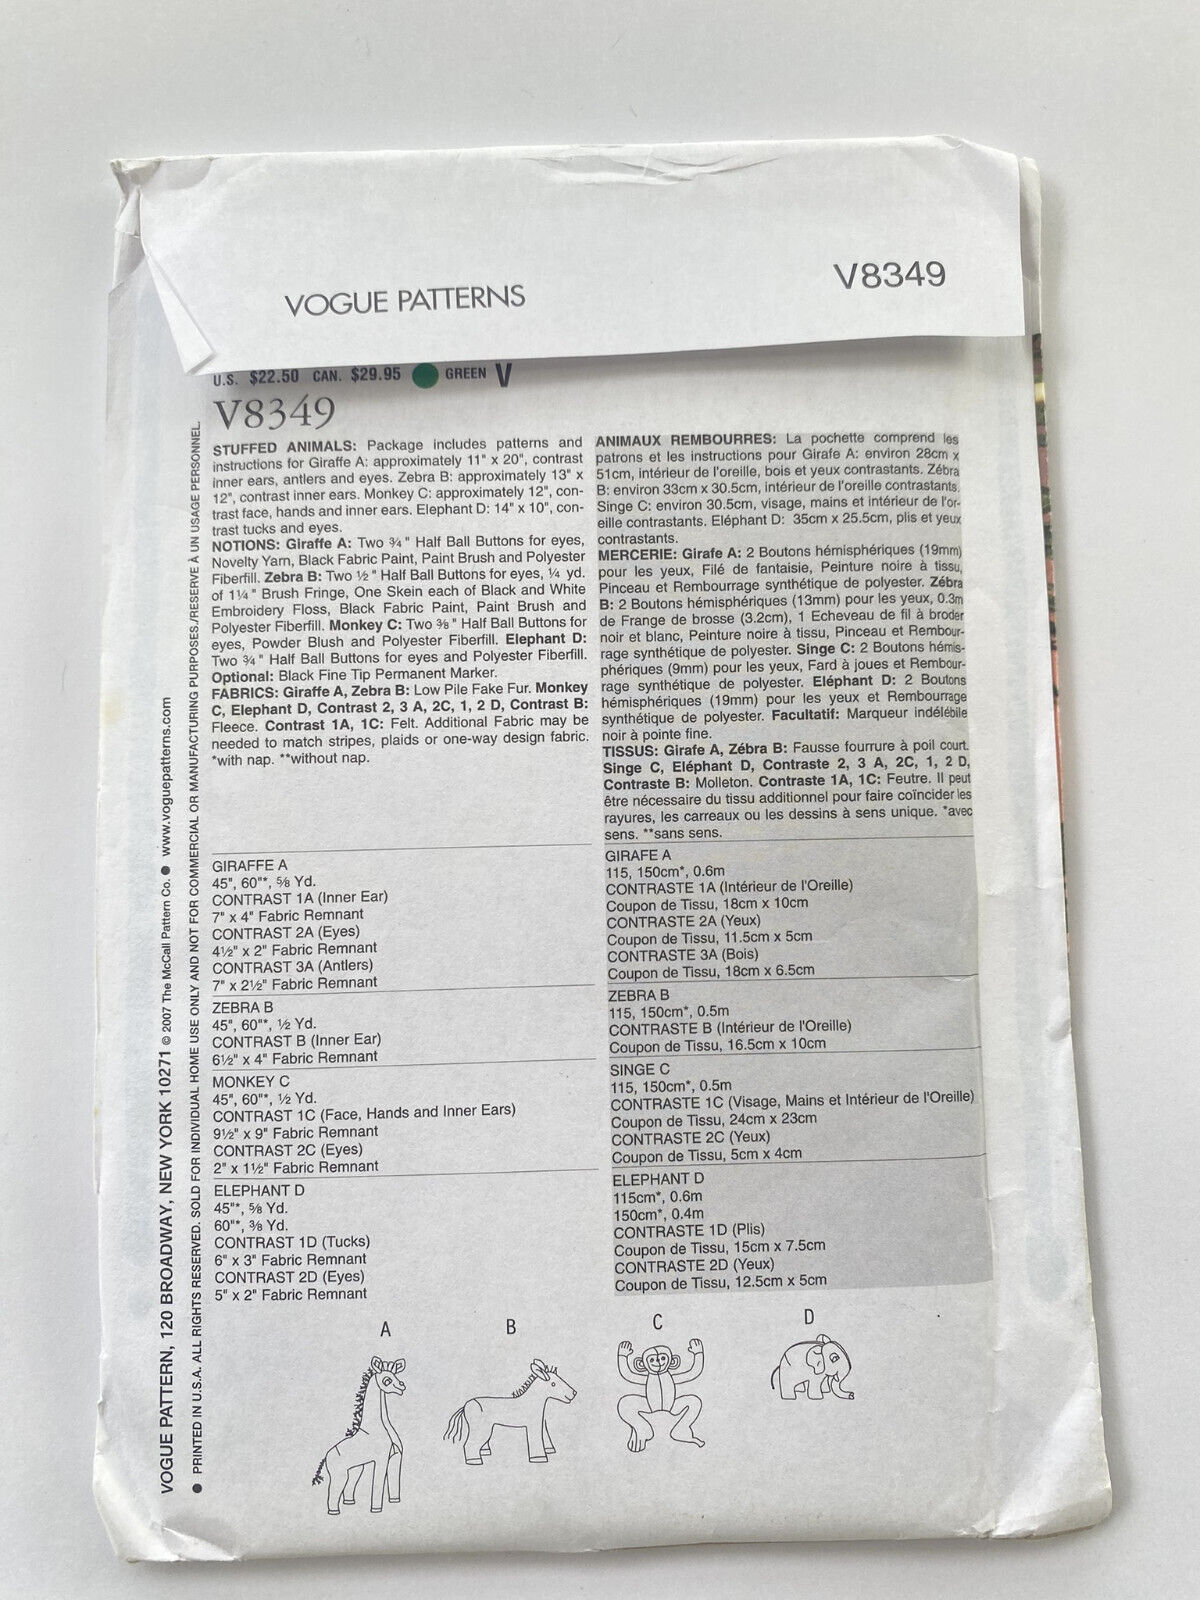 VOGUE PATTERNS
V8349
U.S. $22.50 CAN. $29.95 GREEN V
V8349
STUFFED ANIMALS: Package includes patterns and
instructions for Giraffe A: approximately 11" x 20", contrast
inner ears, antlers and eyes. Zebra B: approximately 13" x
12", contrast inner ears. Monkey C: approximately 12", con-
trast face, hands and inner ears. Elephant D: 14" x 10", con-
trast tucks and eyes.
NOTIONS: Giraffe A: Two ¾" Half Ball Buttons for eyes,
Novelty Yarn, Black Fabric Paint, Paint Brush and Polyester
Fiberfill. Zebra B: Two ½" Half Ball Buttons for eyes, ¼ yd.
of 1¼" Brush Fringe, One Skein each of Black and White
Embroidery Floss, Black Fabric Paint, Paint Brush and
Polyester Fiberfill. Monkey C: Two ⅜" Half Ball Buttons for
eyes, Powder Blush and Polyester Fiberfill. Elephant D:
Two ¾" Half Ball Buttons for eyes and Polyester Fiberfill.
Optional: Black Fine Tip Permanent Marker.
FABRICS: Giraffe A, Zebra B: Low Pile Fake Fur. Monkey
C, Elephant D, Contrast 2, 3 A, 2C, 1, 2 D, Contrast B:
Fleece. Contrast 1A, 1C: Felt. Additional Fabric may be
needed to match stripes, plaids or one-way design fabric.
*with nap. **without nap.
ANIMAUX REMBOURRES: La pochette comprend les
patrons et les instructions pour Girafe A: environ 28cm x
51cm, intérieur de l'oreille, bois et yeux contrastants. Zébra
B: environ 33cm x 30.5cm, intérieur de l'oreille contrastants.
Singe C: environ 30.5cm, visage, mains et intérieur de l'or-
eille contrastants. Eléphant D: 35cm x 25.5cm, plis et yeux
contrastants.
MERCERIE: Girafe A: 2 Boutons hémisphériques (19mm)
pour les yeux, Filé de fantaisie, Peinture noire à tissu,
Pinceau et Rembourrage synthétique de polyester. Zébra
B: 2 Boutons hémisphériques (13mm) pour les yeux, 0.3m
de Frange de brosse (3.2cm), 1 Echeveau de fil à broder
noir et blanc, Peinture noire à tissu, Pinceau et Rembour-
rage synthétique de polyester. Singe C: 2 Boutons hémis-
phériques (9mm) pour les yeux, Fard à joues et Rembour-
rage synthétique de polyester. Eléphant D: 2 Boutons
hémisphériques (19mm) pour les yeux et Rembourrage
synthétique de polyester. Facultatif: Marqueur indélébile
noir à pointe fine.
TISSUS: Girafe A, Zébra B: Fausse fourrure à poil court.
Singe C, Eléphant D, Contraste 2, 3 A, 2C, 1, 2 D,
Contraste B: Molleton. Contraste 1A, 1C: Feutre. Il peut
être nécessaire du tissu additionnel pour faire coïncider les
rayures, les carreaux ou les dessins à sens unique. *avec
sens. **sans sens.
GIRAFFE A
45", 60"*, ⅝ Yd.
CONTRAST 1A (Inner Ear)
7" x 4" Fabric Remnant
CONTRAST 2A (Eyes)
4½" x 2" Fabric Remnant
CONTRAST 3A (Antlers)
7" x 2½" Fabric Remnant
ZEBRA B
45", 60"*, ½ Yd.
CONTRAST B (Inner Ear)
6½" x 4" Fabric Remnant
MONKEY C
45", 60"*, ½ Yd.
CONTRAST 1C (Face, Hands and Inner Ears)
9½" x 9" Fabric Remnant
CONTRAST 2C (Eyes)
2" x 1½" Fabric Remnant
ELEPHANT D
45"*, ⅝ Yd.
60"*, ⅜ Yd.
CONTRAST 1D (Tucks)
6" x 3" Fabric Remnant
CONTRAST 2D (Eyes)
5" x 2" Fabric Remnant
GIRAFE A
115, 150cm*, 0.6m
CONTRASTE 1A (Intérieur de l'Oreille)
Coupon de Tissu, 18cm x 10cm
CONTRASTE 2A (Yeux)
Coupon de Tissu, 11.5cm x 5cm
CONTRASTE 3A (Bois)
Coupon de Tissu, 18cm x 6.5cm
ZEBRA B
115, 150cm*, 0.5m
CONTRASTE B (Intérieur de l'Oreille)
Coupon de Tissu, 16.5cm x 10cm
SINGE C
115, 150cm*, 0.5m
CONTRASTE 1C (Visage, Mains et Intérieur de l'Oreille)
Coupon de Tissu, 24cm x 23cm
CONTRASTE 2C (Yeux)
Coupon de Tissu, 5cm x 4cm
ELEPHANT D
115cm*, 0.6m
150cm*, 0.4m
CONTRASTE 1D (Plis)
Coupon de Tissu, 15cm x 7.5cm
CONTRASTE 2D (Yeux)
Coupon de Tissu, 12.5cm x 5cm
A
B
C
D
VOGUE PATTERN, 120 BROADWAY, NEW YORK 10271 © 2007 The McCall Pattern Co. ● www.voguepatterns.com
● PRINTED IN U.S.A. ALL RIGHTS RESERVED. SOLD FOR INDIVIDUAL HOME USE ONLY AND NOT FOR COMMERCIAL OR MANUFACTURING PURPOSES./RESERVE À UN USAGE PERSONNEL.